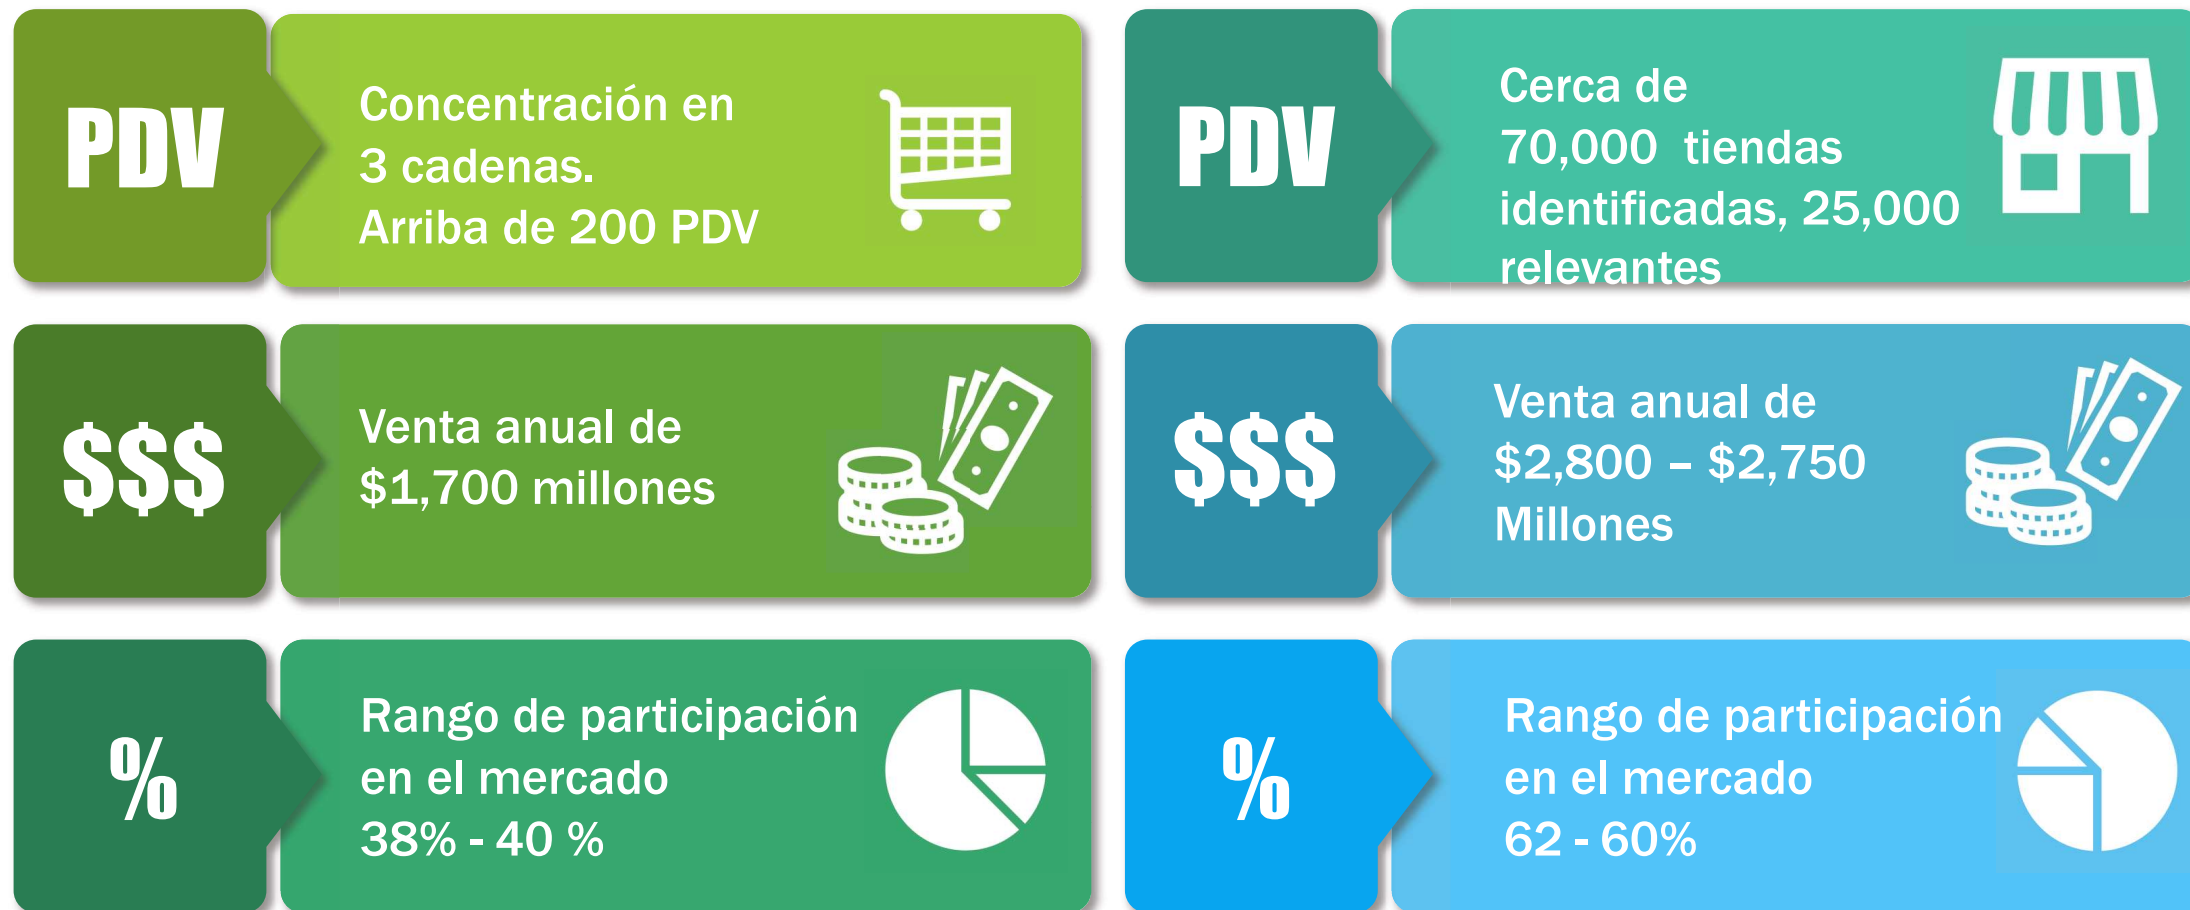 PDV
Concentración en
3 cadenas.
Arriba de 200 PDV
PDV
Cerca de
70,000 tiendas
identificadas, 25,000
relevantes
$$$
Venta anual de
$1,700 millones
$$$
Venta anual de
$2,800 – $2,750
Millones
%
Rango de participación
en el mercado
38% - 40 %
%
Rango de participación
en el mercado
62 - 60%